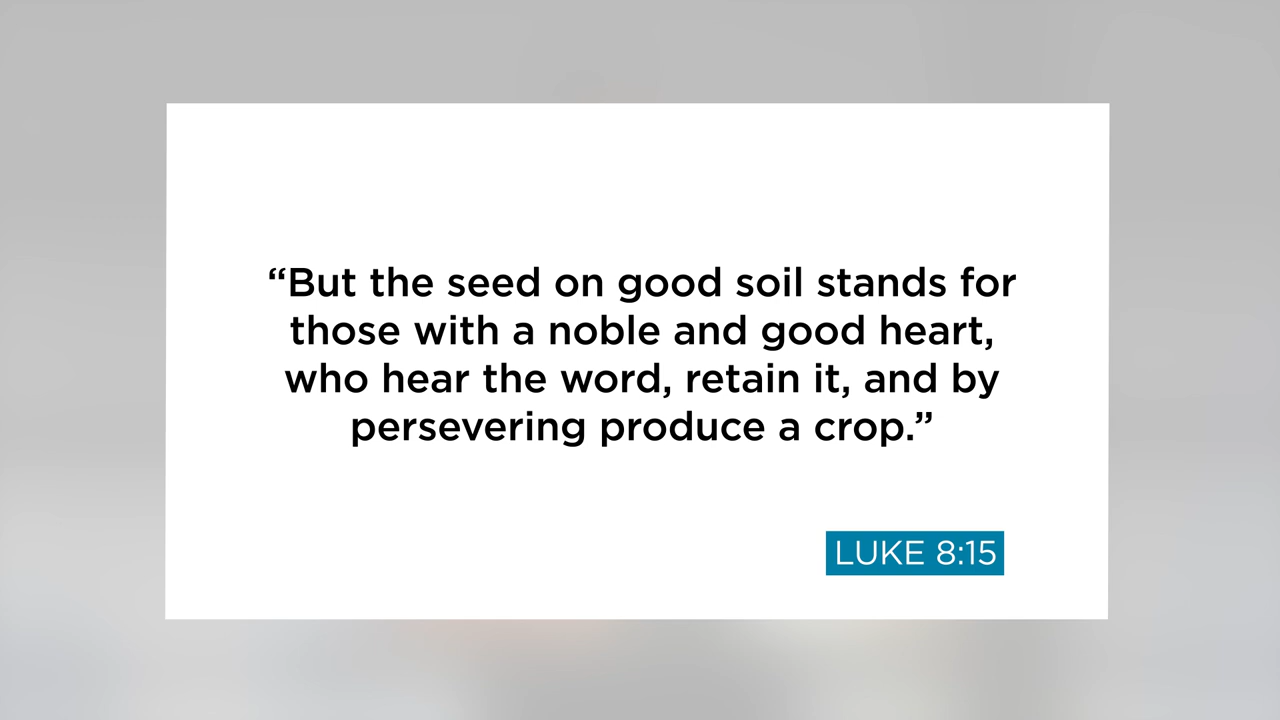 “But the seed on good soil stands for
those with a noble and good heart,
who hear the word, retain it, and by
persevering produce a crop.”
LUKE 8:15